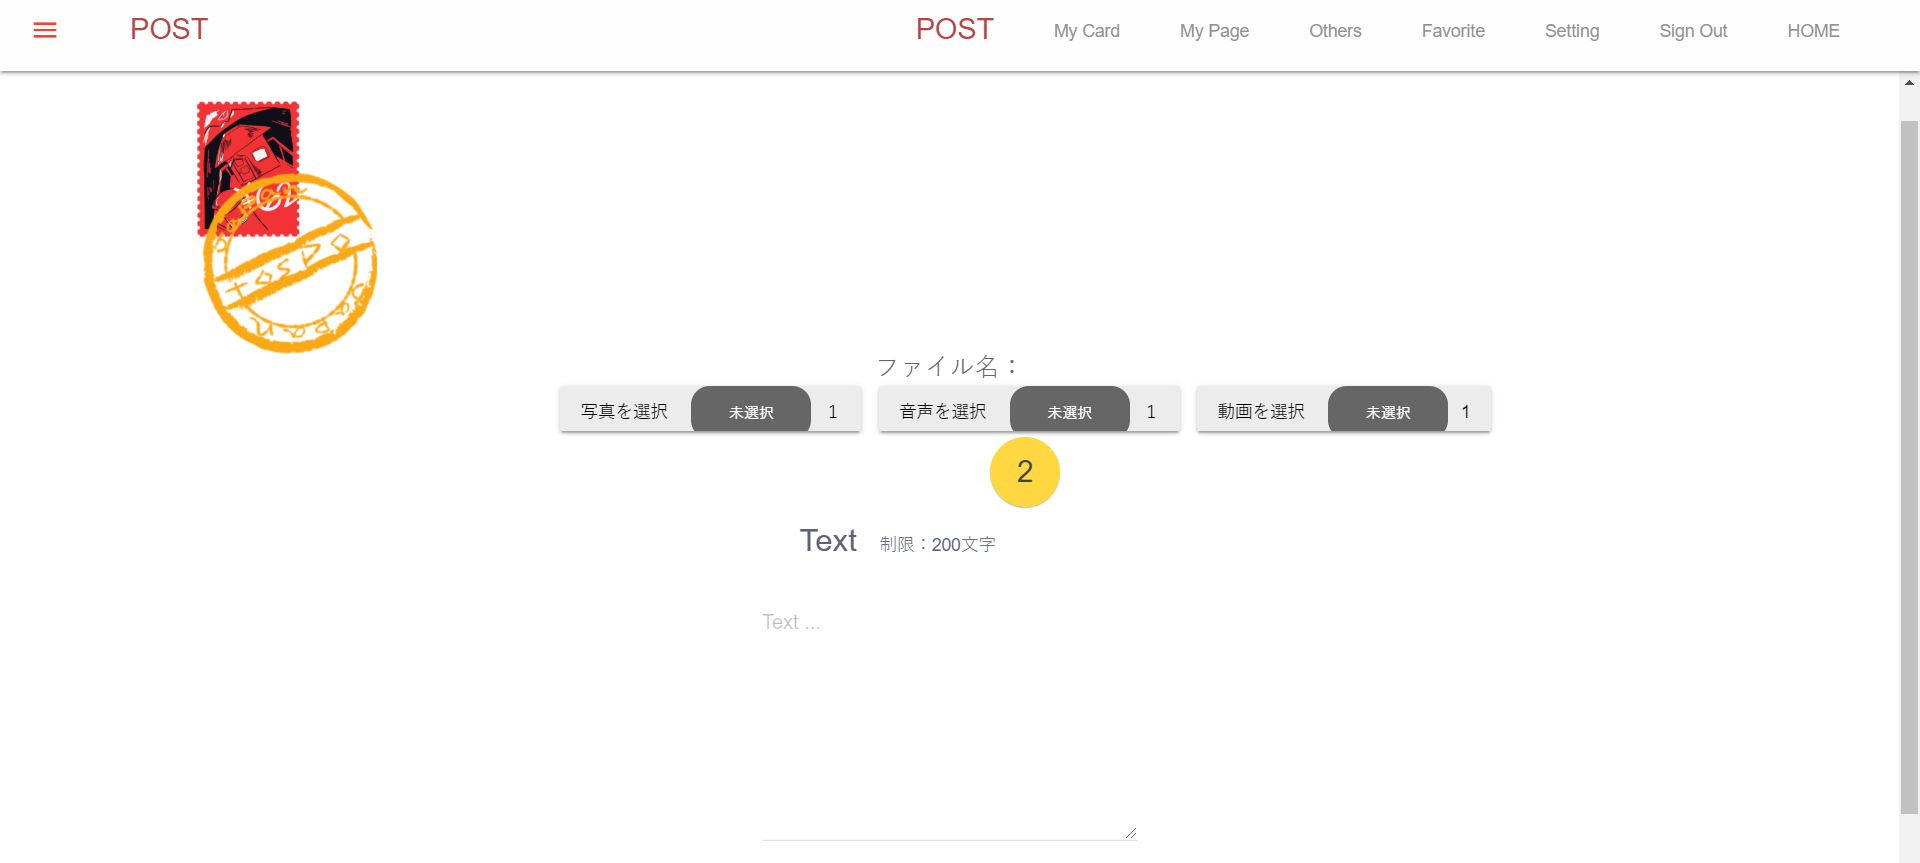 POST
POST My Card My Page Others Favorite Setting Sign Out HOME
ファイル名：
写真を選択 未選択 1 音声を選択 未選択 1 動画を選択 未選択 1
2
Text 制限：200文字
Text ...